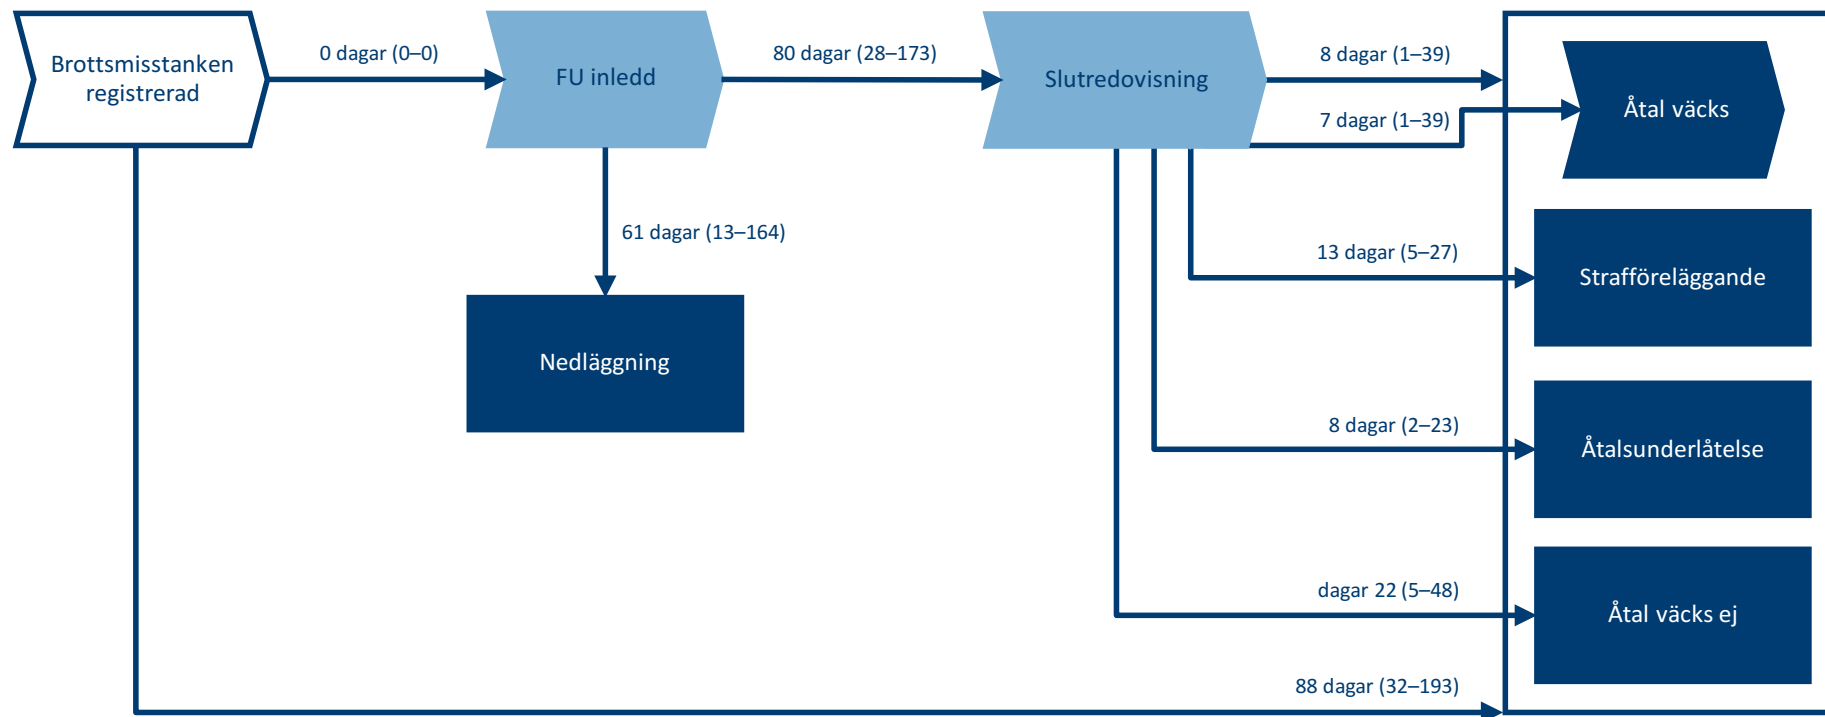 Brottsmisstanken
registrerad
0 dagar (0–0)
FU inledd
80 dagar (28–173)
Slutredovisning
8 dagar (1–39)
7 dagar (1–39)
Åtal väcks
61 dagar (13–164)
13 dagar (5–27)
Strafföreläggande
Nedläggning
8 dagar (2–23)
Åtalsunderlåtelse
dagar 22 (5–48)
Åtal väcks ej
88 dagar (32–193)